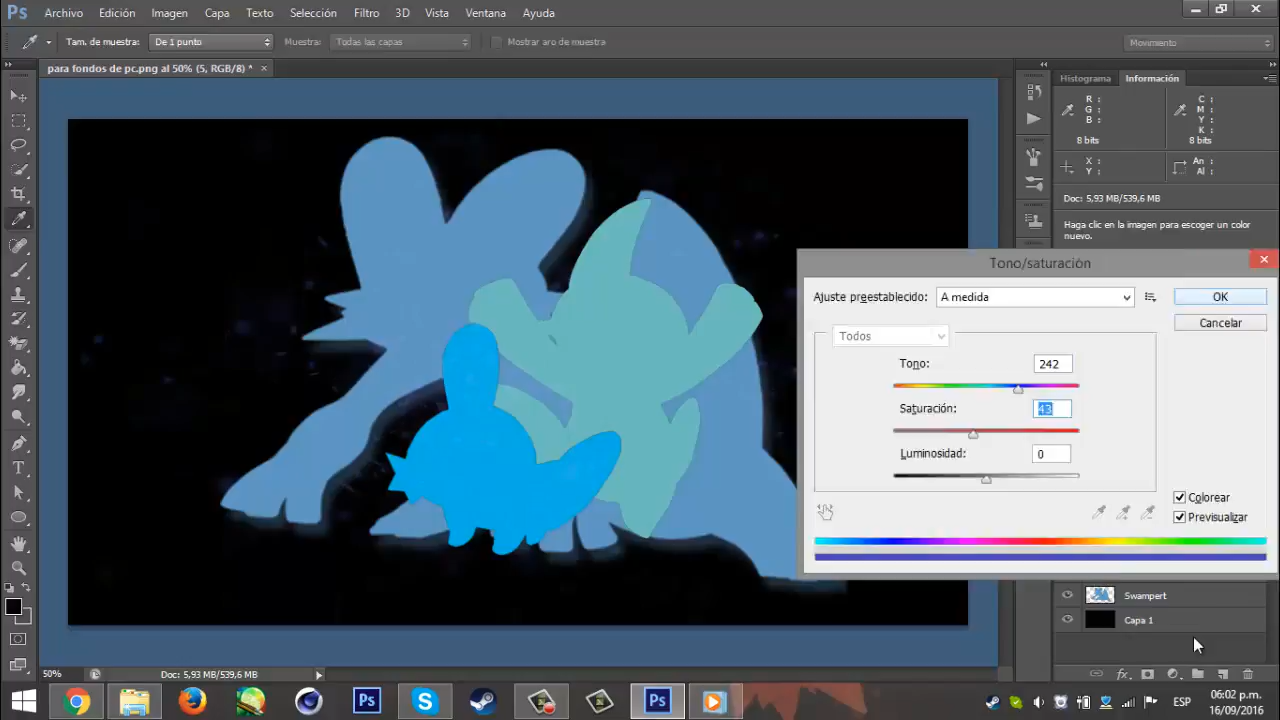 Ps Archivo Edición Imagen Capa Texto Selección Filtro 3D Vista Ventana Ayuda
Tam. de muestra: De 1 punto Muestra: Todas las capas Mostrar aro de muestra Movimiento
para fondos de pc.png al 50% (5, RGB/8) * ×
Histograma Información
R : C :
G : M :
B : Y :
K :
8 bits 8 bits
X : An :
Y : Al :
Doc: 5,93 MB/539,6 MB
Haga clic en la imagen para escoger un color
nuevo.
Tono/saturación
Ajuste preestablecido: A medida OK
Cancelar
Todos
Tono: 242
Saturación: 43
Luminosidad: 0
Colorear
Previsualizar
Swampert
Capa 1
50% Doc: 5,93 MB/539,6 MB
Ps Ps
ESP
06:02 p.m.
16/09/2016